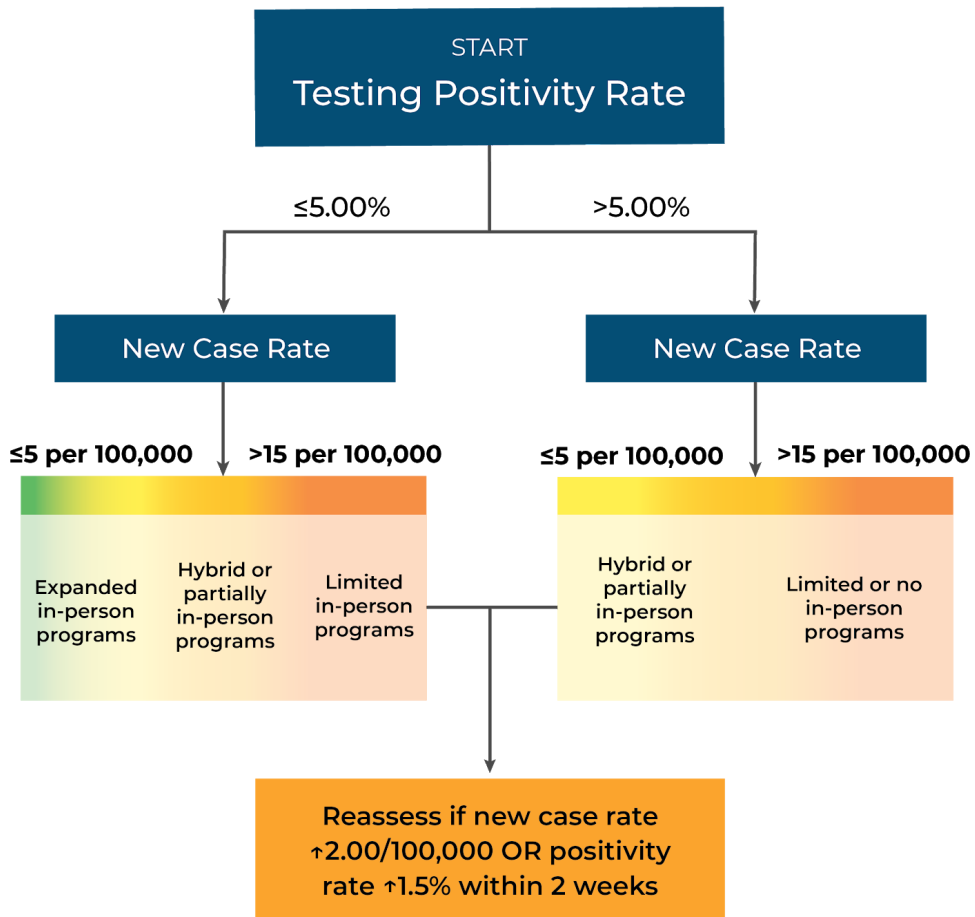 START
Testing Positivity Rate
≤5.00%
>5.00%
New Case Rate
New Case Rate
≤5 per 100,000
>15 per 100,000
≤5 per 100,000
>15 per 100,000
Expanded
in-person
programs
Hybrid or
partially
in-person
programs
Limited
in-person
programs
Hybrid or
partially
in-person
programs
Limited or no
in-person
programs
Reassess if new case rate
↑2.00/100,000 OR positivity
rate ↑1.5% within 2 weeks